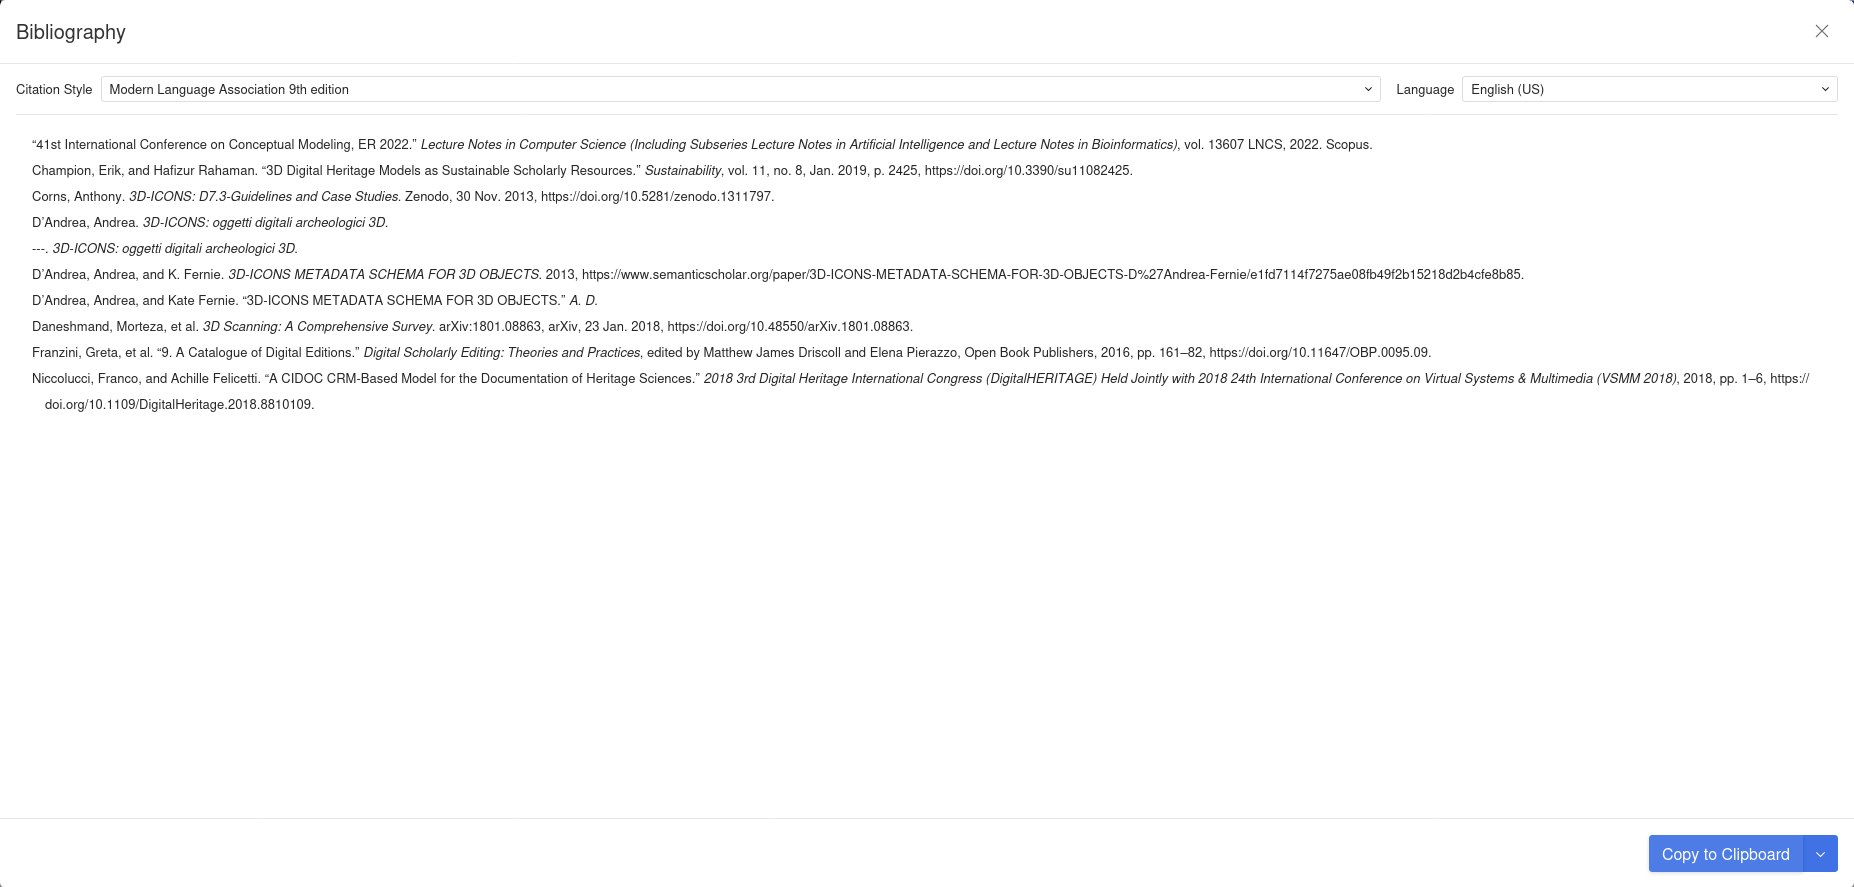 Bibliography
Citation Style Modern Language Association 9th edition Language English (US)
“41st International Conference on Conceptual Modeling, ER 2022.” Lecture Notes in Computer Science (Including Subseries Lecture Notes in Artificial Intelligence and Lecture Notes in Bioinformatics), vol. 13607 LNCS, 2022. Scopus.
Champion, Erik, and Hafizur Rahaman. “3D Digital Heritage Models as Sustainable Scholarly Resources.” Sustainability, vol. 11, no. 8, Jan. 2019, p. 2425, https://doi.org/10.3390/su11082425.
Corns, Anthony. 3D-ICONS: D7.3-Guidelines and Case Studies. Zenodo, 30 Nov. 2013, https://doi.org/10.5281/zenodo.1311797.
D’Andrea, Andrea. 3D-ICONS: oggetti digitali archeologici 3D.
---. 3D-ICONS: oggetti digitali archeologici 3D.
D’Andrea, Andrea, and K. Fernie. 3D-ICONS METADATA SCHEMA FOR 3D OBJECTS. 2013, https://www.semanticscholar.org/paper/3D-ICONS-METADATA-SCHEMA-FOR-3D-OBJECTS-D%27Andrea-Fernie/e1fd7114f7275ae08fb49f2b15218d2b4cfe8b85.
D’Andrea, Andrea, and Kate Fernie. “3D-ICONS METADATA SCHEMA FOR 3D OBJECTS.” A. D.
Daneshmand, Morteza, et al. 3D Scanning: A Comprehensive Survey. arXiv:1801.08863, arXiv, 23 Jan. 2018, https://doi.org/10.48550/arXiv.1801.08863.
Franzini, Greta, et al. “9. A Catalogue of Digital Editions.” Digital Scholarly Editing: Theories and Practices, edited by Matthew James Driscoll and Elena Pierazzo, Open Book Publishers, 2016, pp. 161–82, https://doi.org/10.11647/OBP.0095.09.
Niccolucci, Franco, and Achille Felicetti. “A CIDOC CRM-Based Model for the Documentation of Heritage Sciences.” 2018 3rd Digital Heritage International Congress (DigitalHERITAGE) Held Jointly with 2018 24th International Conference on Virtual Systems & Multimedia (VSMM 2018), 2018, pp. 1–6, https://
doi.org/10.1109/DigitalHeritage.2018.8810109.
Copy to Clipboard